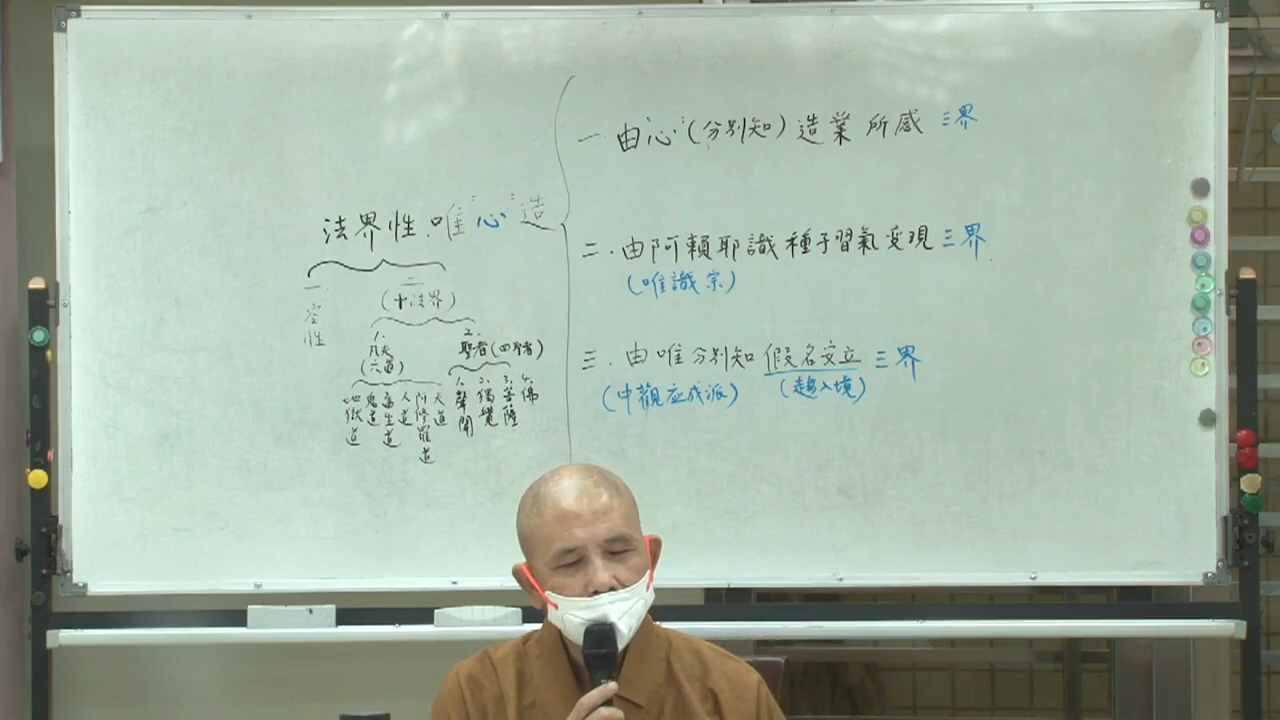 法界性.唯"心"造
一.空性
二.(十法界)
1.凡夫(六道)
地獄道
鬼道
畜生道
人道
阿修羅道
天道
2.聖者(四聖者)
1.聲聞
2.獨覺
3.菩薩
4.佛
一 由"心"(分別知)造業所感 三界
二.由阿賴耶識種子習氣变現三界.
(唯識宗)
三.由唯分別知假名安立 三界
(中觀应成派) (趨入境)